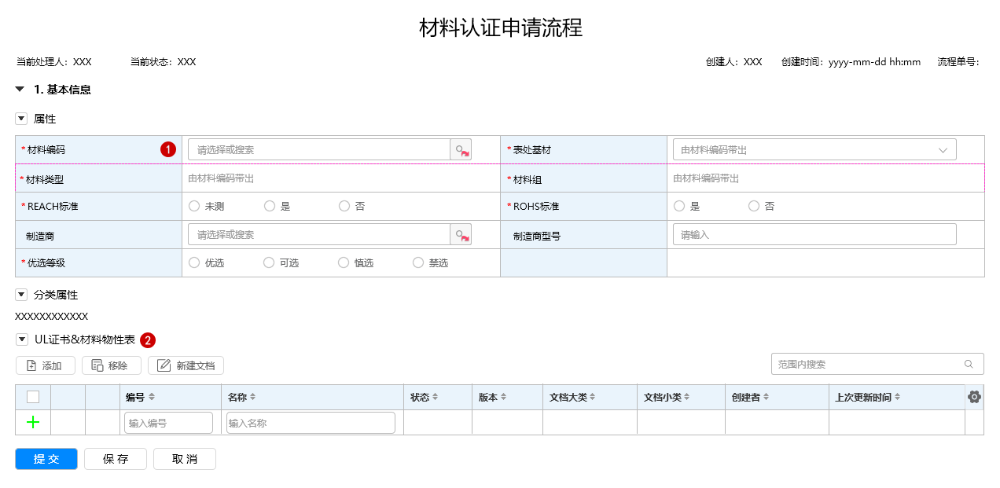 材料认证申请流程
当前处理人：XXX 当前状态：XXX 创建人：XXX 创建时间：yyyy-mm-dd hh:mm 流程单号：
1. 基本信息
属性
*材料编码 1 请选择或搜索 *表处基材 由材料编码带出
*材料类型 由材料编码带出 *材料组 由材料编码带出
*REACH标准 未测 是 否 *ROHS标准 是 否
制造商 请选择或搜索 制造商型号 请输入
*优选等级 优选 可选 慎选 禁选
分类属性
XXXXXXXXXXXX
UL证书&材料物性表 2
添加 移除 新建文档 范围内搜索
编号 名称 状态 版本 文档大类 文档小类 创建者 上次更新时间
输入编号 输入名称
提交 保存 取消